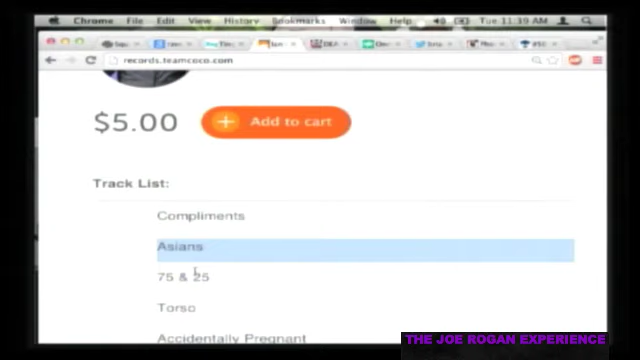 Chrome File Edit View History Bookmarks Window Help Tue 11:39 AM
records.teamcoco.com
$5.00 + Add to cart
Track List:
Compliments
Asians
75 & 25
Torso
Accidentally Pregnant
THE JOE ROGAN EXPERIENCE